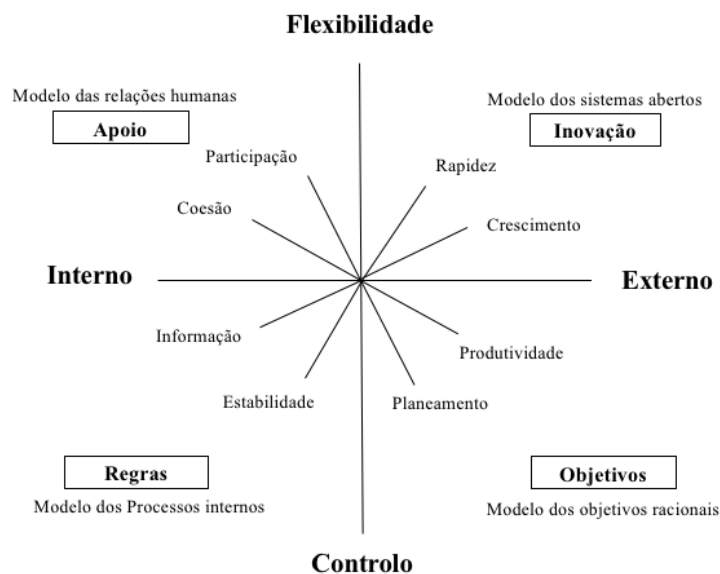 Flexibilidade
Modelo das relações humanas
Apoio
Modelo dos sistemas abertos
Inovação
Participação
Rapidez
Coesão
Crescimento
Interno
Externo
Informação
Produtividade
Estabilidade
Planeamento
Regras
Modelo dos Processos internos
Objetivos
Modelo dos objetivos racionais
Controlo